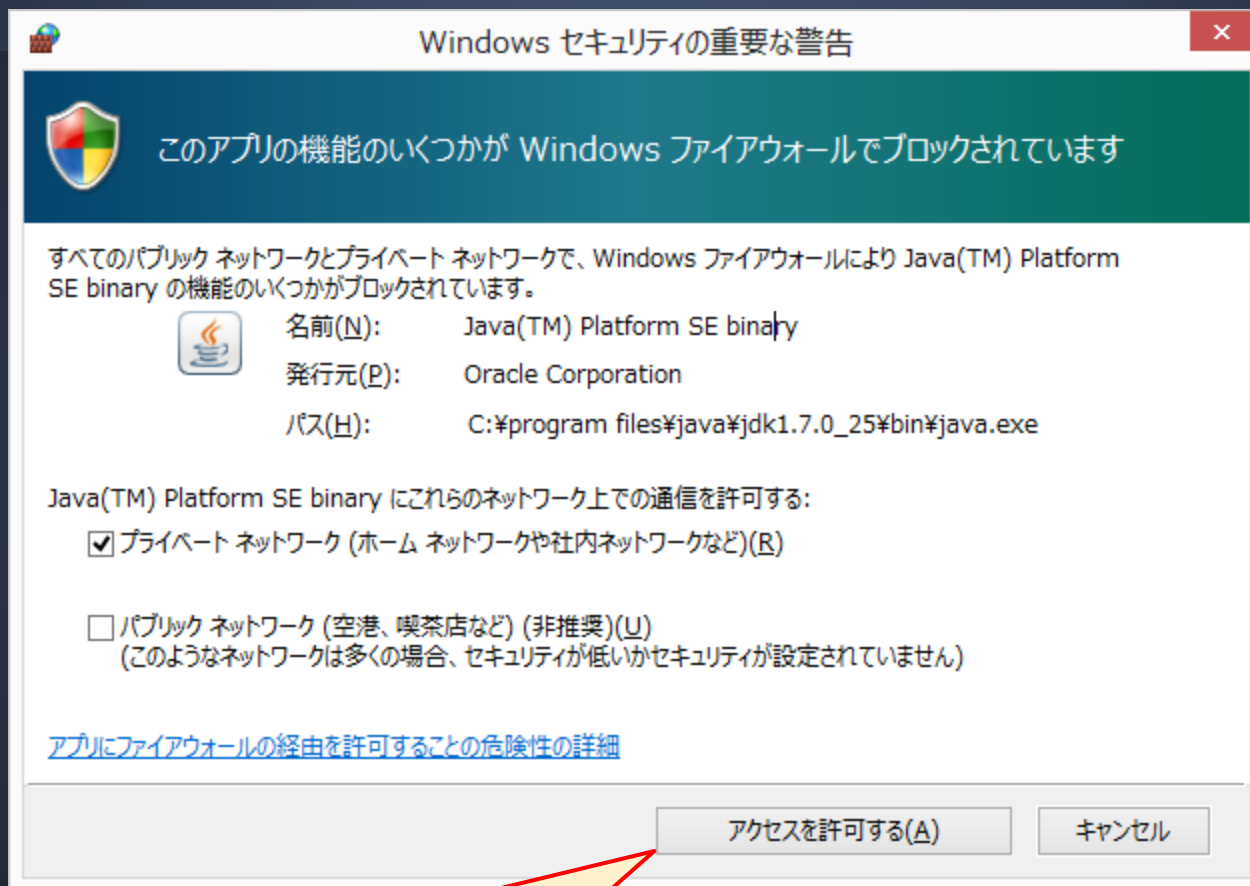 Windows セキュリティの重要な警告
このアプリの機能のいくつかが Windows ファイアウォールでブロックされています
すべてのパブリック ネットワークとプライベート ネットワークで、Windows ファイアウォールにより Java(TM) Platform
SE binary の機能のいくつかがブロックされています。
名前(N): Java(TM) Platform SE binary
発行元(P): Oracle Corporation
パス(H): C:¥program files¥java¥jdk1.7.0_25¥bin¥java.exe
Java(TM) Platform SE binary にこれらのネットワーク上での通信を許可する:
プライベート ネットワーク (ホーム ネットワークや社内ネットワークなど)(R)
パブリック ネットワーク (空港、喫茶店など) (非推奨)(U)
(このようなネットワークは多くの場合、セキュリティが低いかセキュリティが設定されていません)
アプリにファイアウォールの経由を許可することの危険性の詳細
アクセスを許可する(A) キャンセル